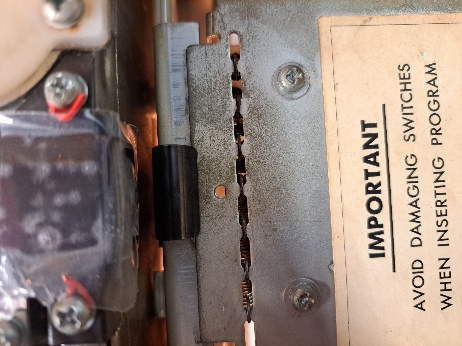 IMPORTANT
AVOID DAMAGING SWITCHES
WHEN INSERTING PROGRAM